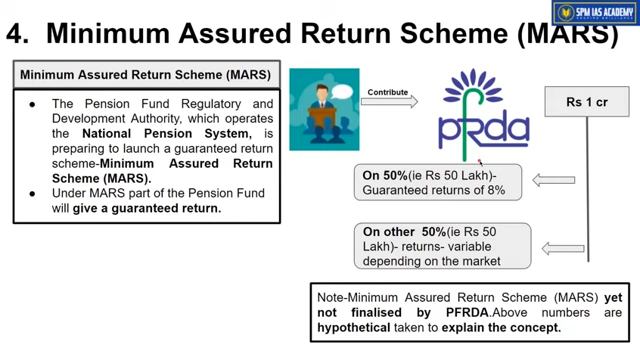 SPM IAS ACADEMY
4. Minimum Assured Return Scheme (MARS)
Minimum Assured Return Scheme (MARS)
● The Pension Fund Regulatory and
Development Authority, which operates
the National Pension System, is
preparing to launch a guaranteed return
scheme-Minimum Assured Return
Scheme (MARS).
● Under MARS part of the Pension Fund
will give a guaranteed return.
Contribute
pfrda
Rs 1 cr
On 50%(ie Rs 50 Lakh)-
Guaranteed returns of 8%
On other 50%(ie Rs 50
Lakh)- returns- variable
depending on the market
Note-Minimum Assured Return Scheme (MARS) yet
not finalised by PFRDA.Above numbers are
hypothetical taken to explain the concept.